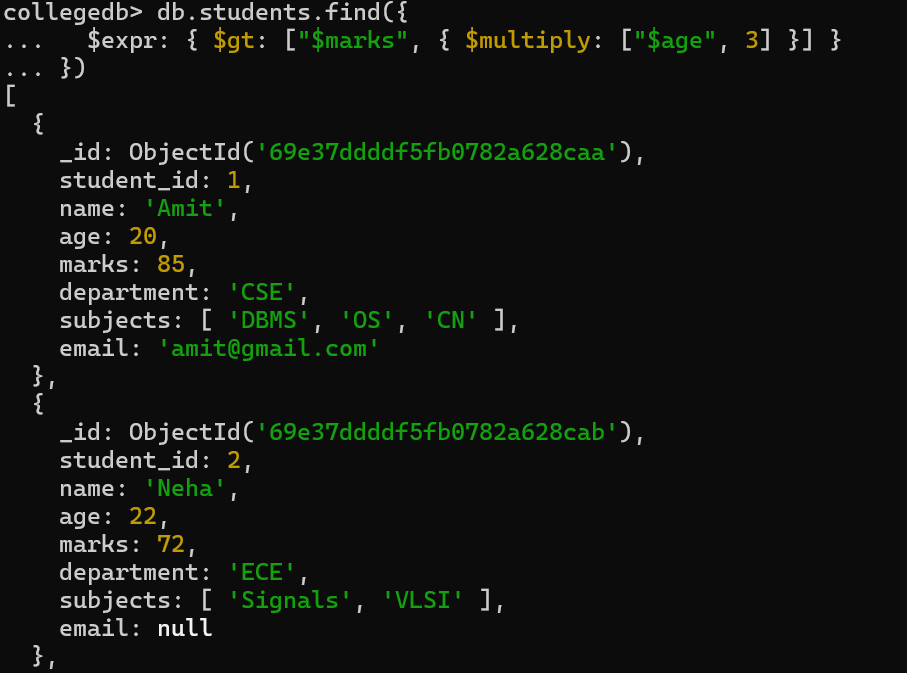 collegedb> db.students.find({
...   $expr: { $gt: ["$marks", { $multiply: ["$age", 3] }] }
... })
[
  {
    _id: ObjectId('69e37ddddf5fb0782a628caa'),
    student_id: 1,
    name: 'Amit',
    age: 20,
    marks: 85,
    department: 'CSE',
    subjects: [ 'DBMS', 'OS', 'CN' ],
    email: 'amit@gmail.com'
  },
  {
    _id: ObjectId('69e37ddddf5fb0782a628cab'),
    student_id: 2,
    name: 'Neha',
    age: 22,
    marks: 72,
    department: 'ECE',
    subjects: [ 'Signals', 'VLSI' ],
    email: null
  },